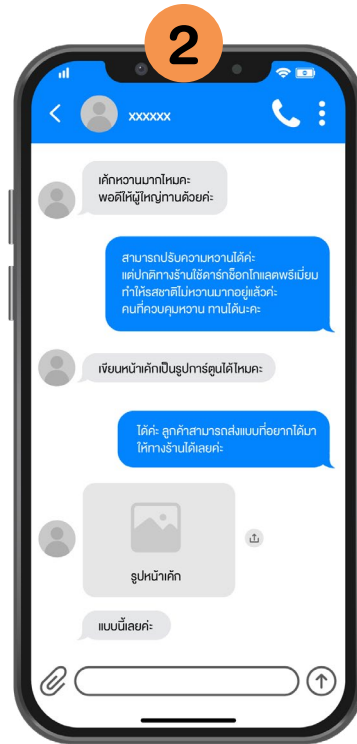 2
xxxxxx
เค้กหวานมากไหมคะ
พอดีให้ผู้ใหญ่ทานด้วยค่ะ
สามารถปรับความหวานได้ค่ะ
แต่ปกติทางร้านใช้ดาร์กช็อกโกแลตพรีเมี่ยม
ทำให้รสชาติไม่หวานมากอยู่แล้วค่ะ
คนที่ควบคุมหวาน ทานได้นะคะ
เขียนหน้าเค้กเป็นรูปการ์ตูนได้ไหมคะ
ได้ค่ะ ลูกค้าสามารถส่งแบบที่อยากได้มา
ให้ทางร้านได้เลยค่ะ
รูปหน้าเค้ก
แบบนี้เลยค่ะ